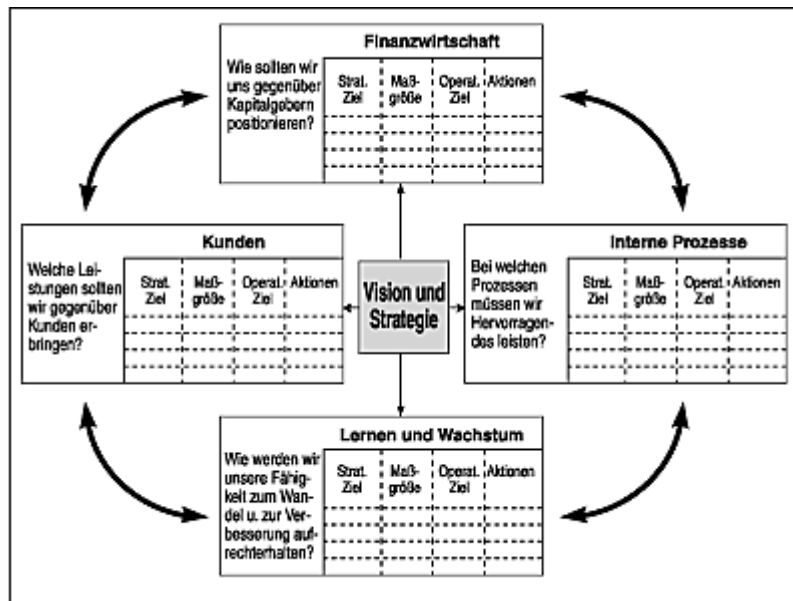 Finanzwirtschaft
Wie sollten wir
uns gegenüber
Kapitalgebern
positionieren?
Strat. Ziel
Maß- größe
Operat. Ziel
Aktionen
Kunden
Welche Lei-
stungen sollten
wir gegenüber
Kunden er-
bringen?
Strat. Ziel
Maß- größe
Operat. Ziel
Aktionen
Vision und
Strategie
Interne Prozesse
Bei welchen
Prozessen
müssen wir
Hervorragen-
des leisten?
Strat. Ziel
Maß- größe
Operat. Ziel
Aktionen
Lernen und Wachstum
Wie werden wir
unsere Fähig-
keit zum Wan-
del u. zur Ver-
besserung auf-
rechterhalten?
Strat. Ziel
Maß- größe
Operat. Ziel
Aktionen